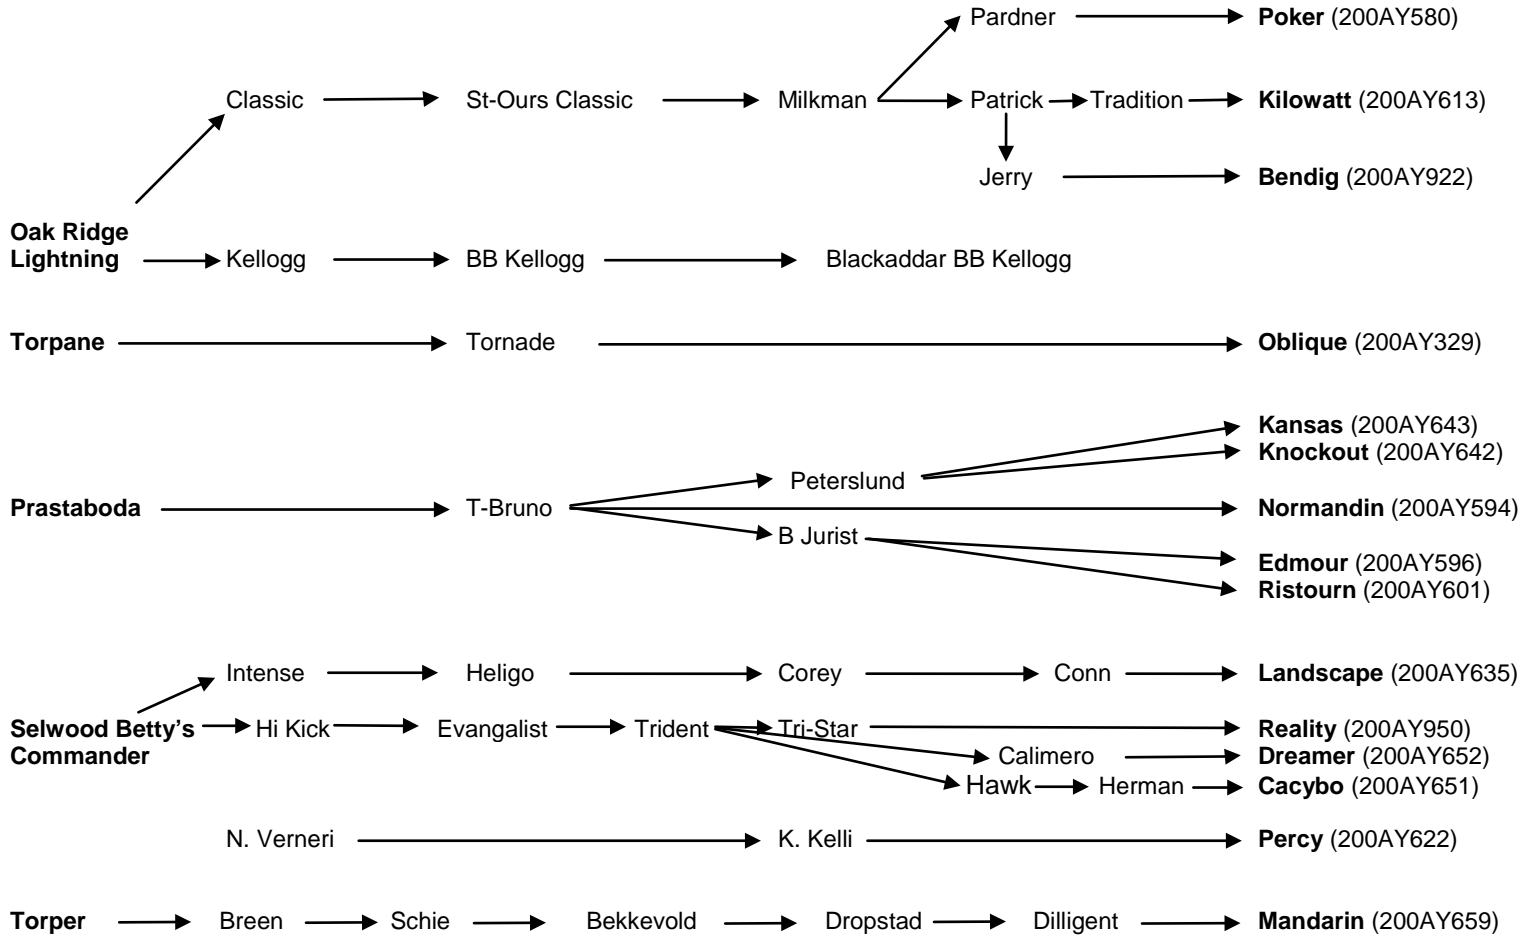 Pardner Poker (200AY580)
Classic St-Ours Classic Milkman Patrick Tradition Kilowatt (200AY613)
Jerry Bendig (200AY922)
Oak Ridge
Lightning Kellogg BB Kellogg Blackaddar BB Kellogg
Torpane Tornade Oblique (200AY329)
Kansas (200AY643)
Knockout (200AY642)
Peterslund
Prastaboda T-Bruno Normandin (200AY594)
B Jurist
Edmour (200AY596)
Ristourn (200AY601)
Intense Heligo Corey Conn Landscape (200AY635)
Selwood Betty's Hi Kick Evangalist Trident Tri-Star Reality (200AY950)
Commander Calimero Dreamer (200AY652)
Hawk Herman Cacybo (200AY651)
N. Verneri K. Kelli Percy (200AY622)
Torper Breen Schie Bekkevold Dropstad Dilligent Mandarin (200AY659)